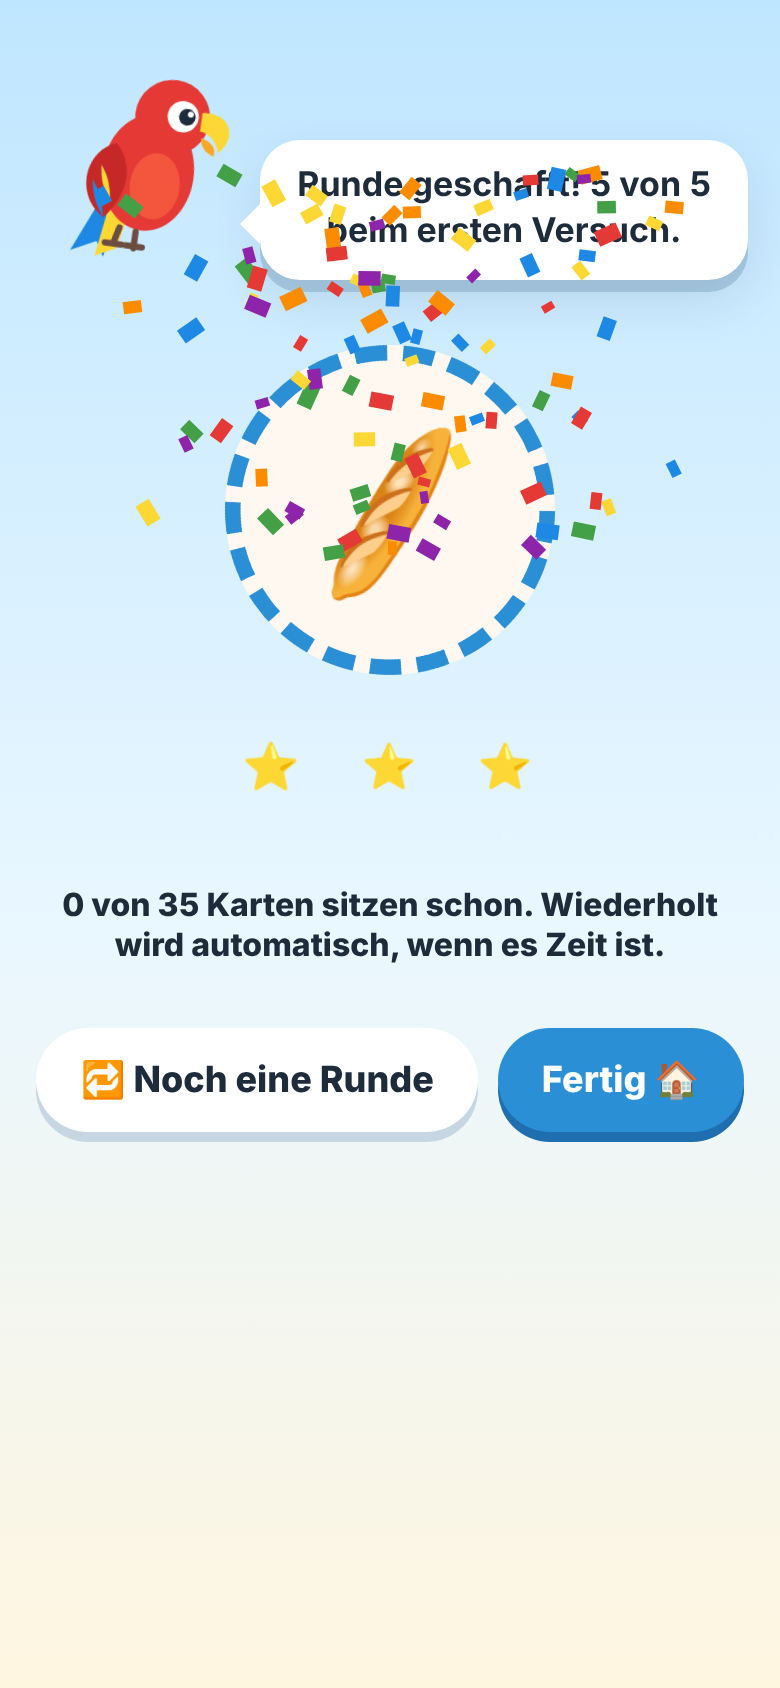 Runde geschafft! 5 von 5
beim ersten Versuch.
0 von 35 Karten sitzen schon. Wiederholt
wird automatisch, wenn es Zeit ist.
Noch eine Runde
Fertig